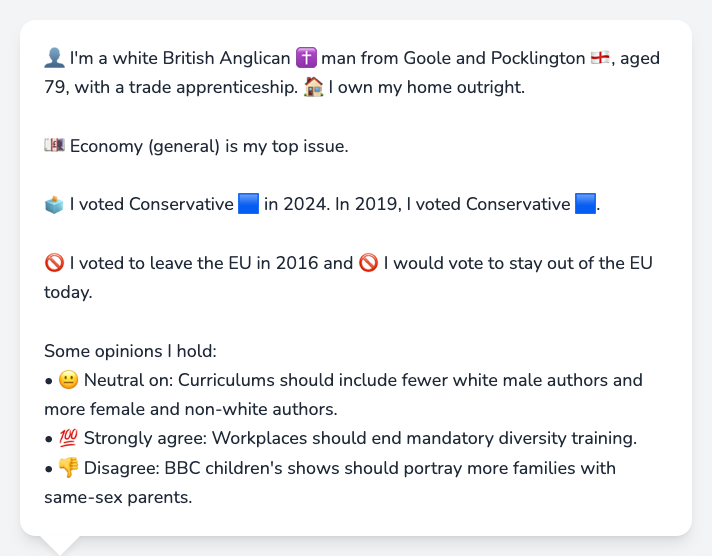 👤 I'm a white British Anglican ✝️ man from Goole and Pocklington 🏴󠁧󠁢󠁥󠁮󠁧󠁿, aged
79, with a trade apprenticeship. 🏠 I own my home outright.
💷 Economy (general) is my top issue.
🗳️ I voted Conservative 🟦 in 2024. In 2019, I voted Conservative 🟦.
🚫 I voted to leave the EU in 2016 and 🚫 I would vote to stay out of the EU
today.
Some opinions I hold:
• 😐 Neutral on: Curriculums should include fewer white male authors and
more female and non-white authors.
• 💯 Strongly agree: Workplaces should end mandatory diversity training.
• 👎 Disagree: BBC children's shows should portray more families with
same-sex parents.